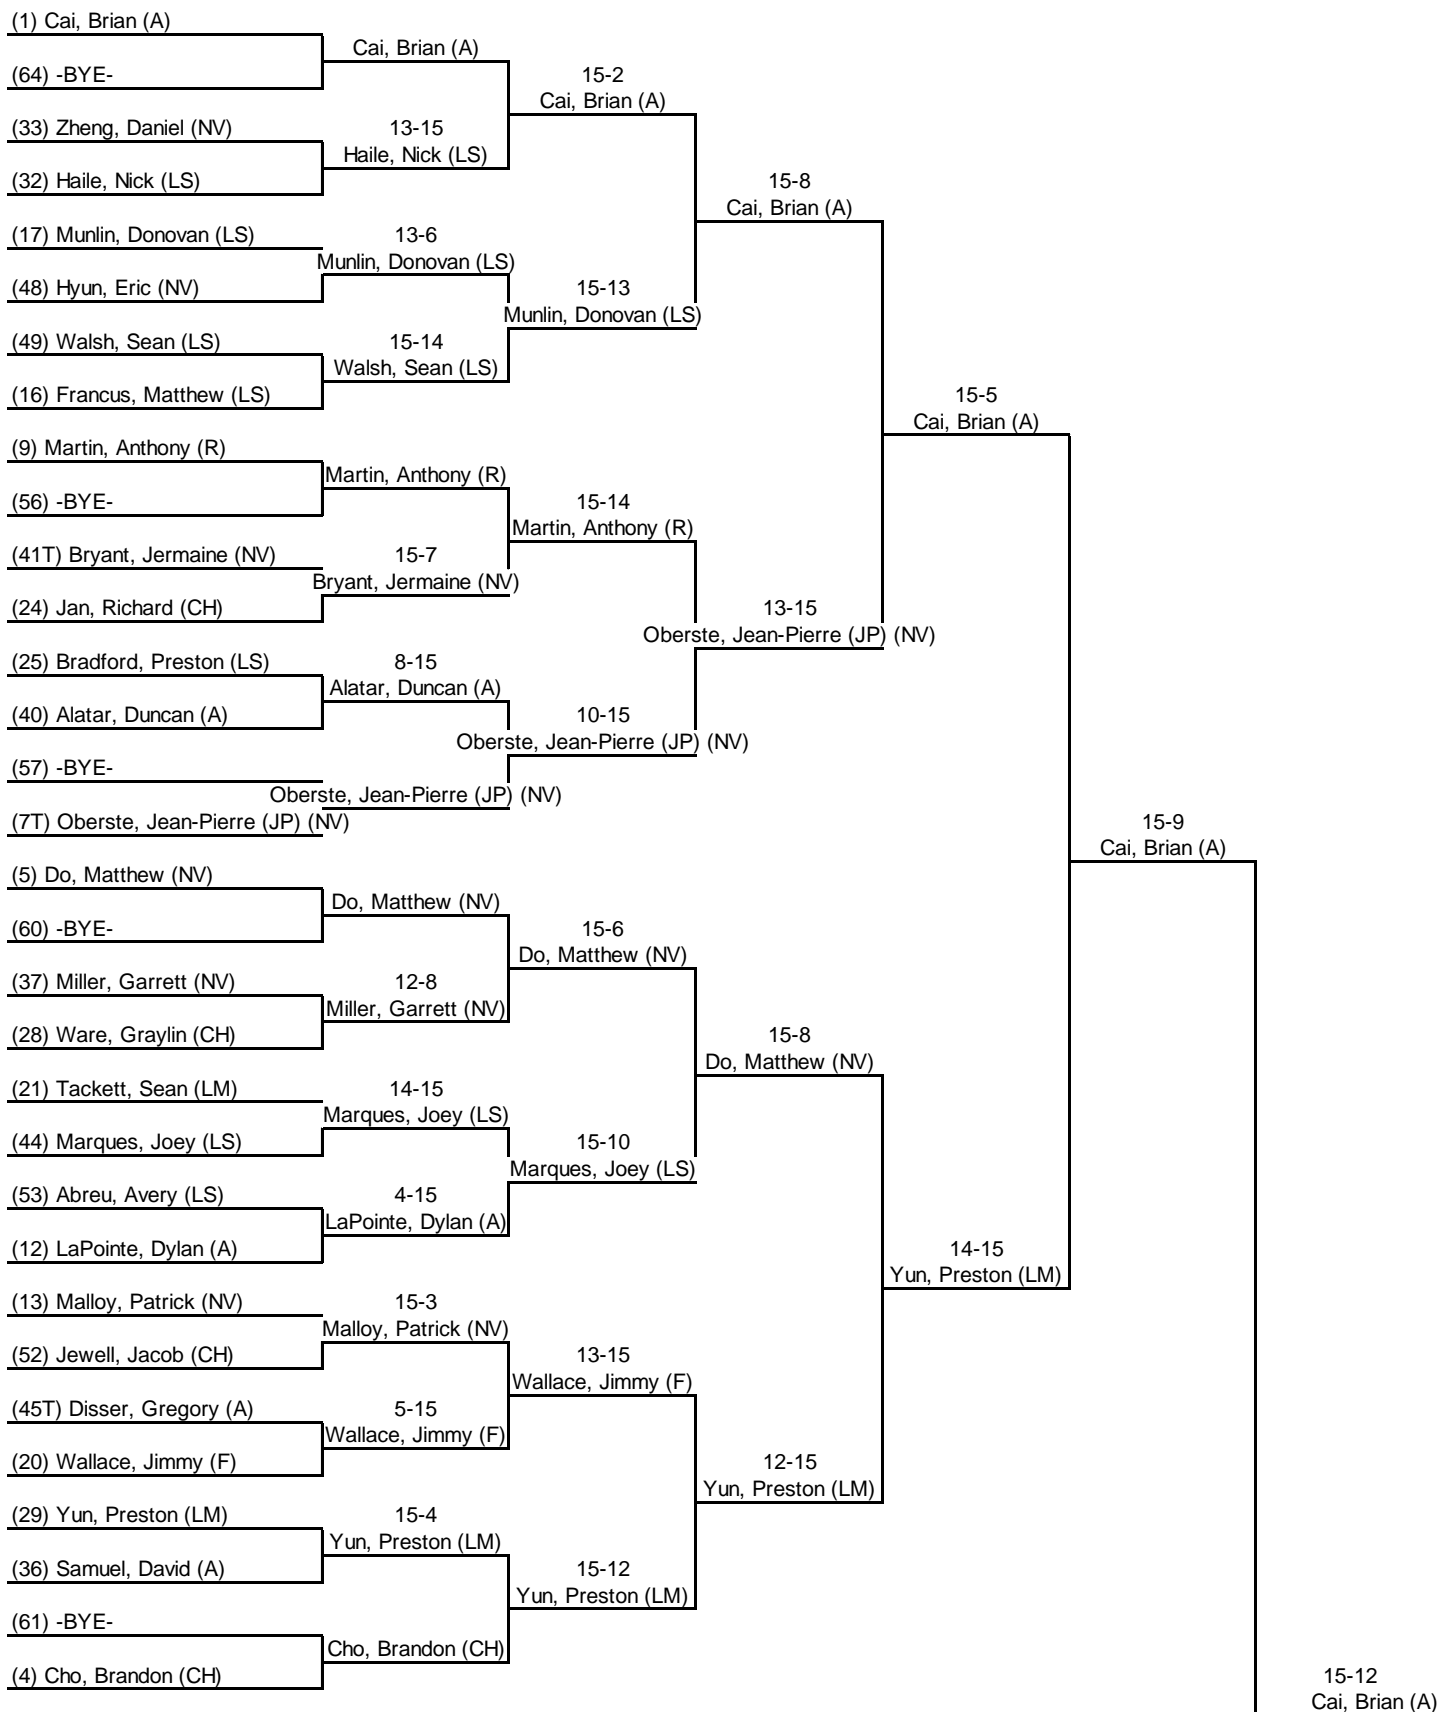 (1) Cai, Brian (A)
Cai, Brian (A)
(64) -BYE-
15-2
Cai, Brian (A)
(33) Zheng, Daniel (NV)
13-15
Haile, Nick (LS)
(32) Haile, Nick (LS)
15-8
Cai, Brian (A)
(17) Munlin, Donovan (LS)
13-6
Munlin, Donovan (LS)
(48) Hyun, Eric (NV)
15-13
Munlin, Donovan (LS)
(49) Walsh, Sean (LS)
15-14
Walsh, Sean (LS)
(16) Francus, Matthew (LS)
15-5
Cai, Brian (A)
(9) Martin, Anthony (R)
Martin, Anthony (R)
(56) -BYE-
15-14
Martin, Anthony (R)
(41T) Bryant, Jermaine (NV)
15-7
Bryant, Jermaine (NV)
(24) Jan, Richard (CH)
13-15
Oberste, Jean-Pierre (JP) (NV)
(25) Bradford, Preston (LS)
8-15
Alatar, Duncan (A)
(40) Alatar, Duncan (A)
10-15
Oberste, Jean-Pierre (JP) (NV)
(57) -BYE-
Oberste, Jean-Pierre (JP) (NV)
(7T) Oberste, Jean-Pierre (JP) (NV)
15-9
Cai, Brian (A)
(5) Do, Matthew (NV)
Do, Matthew (NV)
(60) -BYE-
15-6
Do, Matthew (NV)
(37) Miller, Garrett (NV)
12-8
Miller, Garrett (NV)
(28) Ware, Graylin (CH)
15-8
Do, Matthew (NV)
(21) Tackett, Sean (LM)
14-15
Marques, Joey (LS)
(44) Marques, Joey (LS)
15-10
Marques, Joey (LS)
(53) Abreu, Avery (LS)
4-15
LaPointe, Dylan (A)
(12) LaPointe, Dylan (A)
14-15
Yun, Preston (LM)
(13) Malloy, Patrick (NV)
15-3
Malloy, Patrick (NV)
(52) Jewell, Jacob (CH)
13-15
Wallace, Jimmy (F)
(45T) Disser, Gregory (A)
5-15
Wallace, Jimmy (F)
(20) Wallace, Jimmy (F)
12-15
Yun, Preston (LM)
(29) Yun, Preston (LM)
15-4
Yun, Preston (LM)
(36) Samuel, David (A)
15-12
Yun, Preston (LM)
(61) -BYE-
Cho, Brandon (CH)
(4) Cho, Brandon (CH)
15-12
Cai, Brian (A)